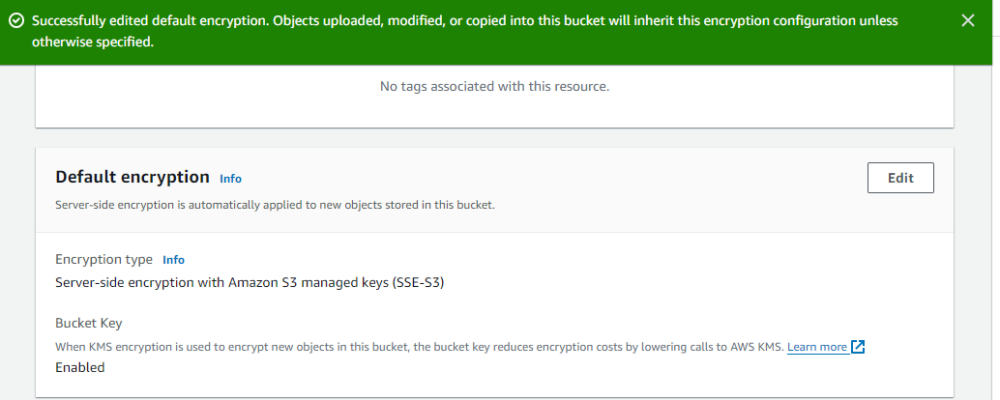 Successfully edited default encryption. Objects uploaded, modified, or copied into this bucket will inherit this encryption configuration unless
otherwise specified.
No tags associated with this resource.
Default encryption Info
Edit
Server-side encryption is automatically applied to new objects stored in this bucket.
Encryption type Info
Server-side encryption with Amazon S3 managed keys (SSE-S3)
Bucket Key
When KMS encryption is used to encrypt new objects in this bucket, the bucket key reduces encryption costs by lowering calls to AWS KMS. Learn more
Enabled